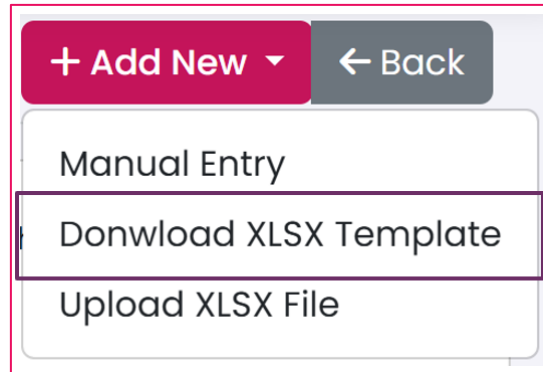 + Add New
← Back
Manual Entry
Donwload XLSX Template
Upload XLSX File